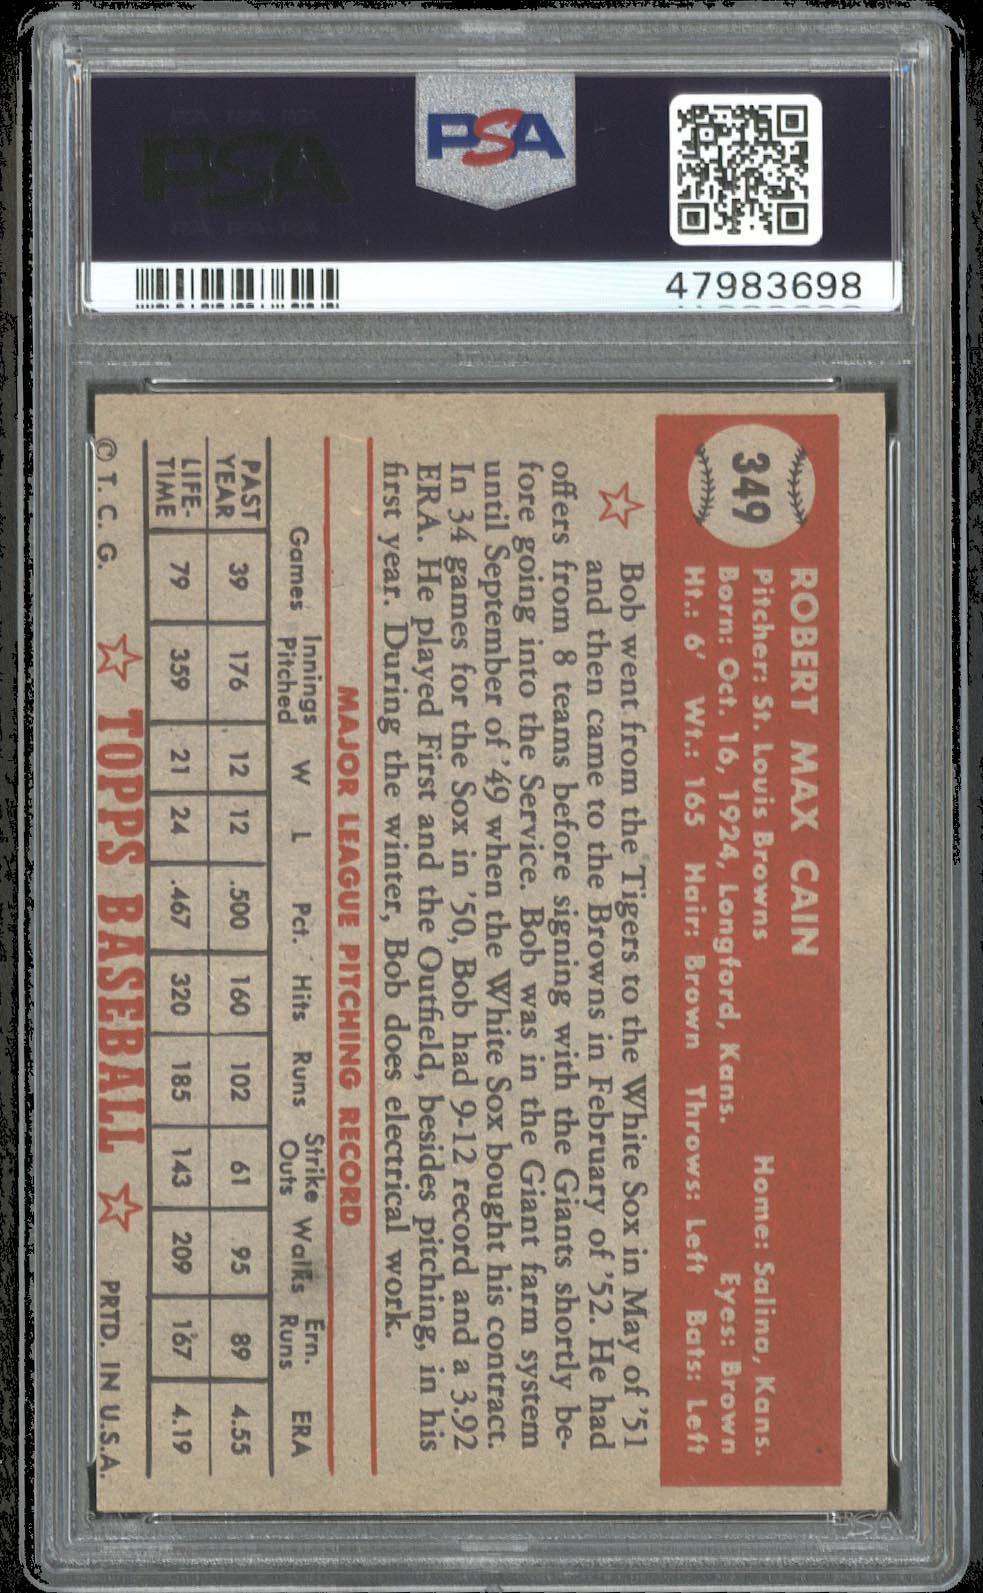 PSA
PSA
47983698
349
ROBERT MAX CAIN
Pitcher: St. Louis Browns Home: Salina, Kans.
Born: Oct. 16, 1924, Longford, Kans. Eyes: Brown
Ht.: 6' Wt.: 165 Hair: Brown Throws: Left Bats: Left
Bob went from the Tigers to the White Sox in May of '51
and then came to the Browns in February of '52. He had
offers from 8 teams before signing with the Giants shortly be-
fore going into the Service. Bob was in the Giant farm system
until September of '49 when the White Sox bought his contract.
In 34 games for the Sox in '50, Bob had 9-12 record and a 3.92
ERA. He played First and the Outfield, besides pitching, in his
first year. During the winter, Bob does electrical work.
MAJOR LEAGUE PITCHING RECORD
Games Innings Pitched W L Pct. Hits Runs Strike Outs Walks Ern. Runs ERA
PAST YEAR 39 176 12 12 .500 160 102 61 95 89 4.55
LIFE-TIME 79 359 21 24 .467 320 185 143 209 167 4.19
© T. C. G. TOPPS BASEBALL PRTD. IN U.S.A.